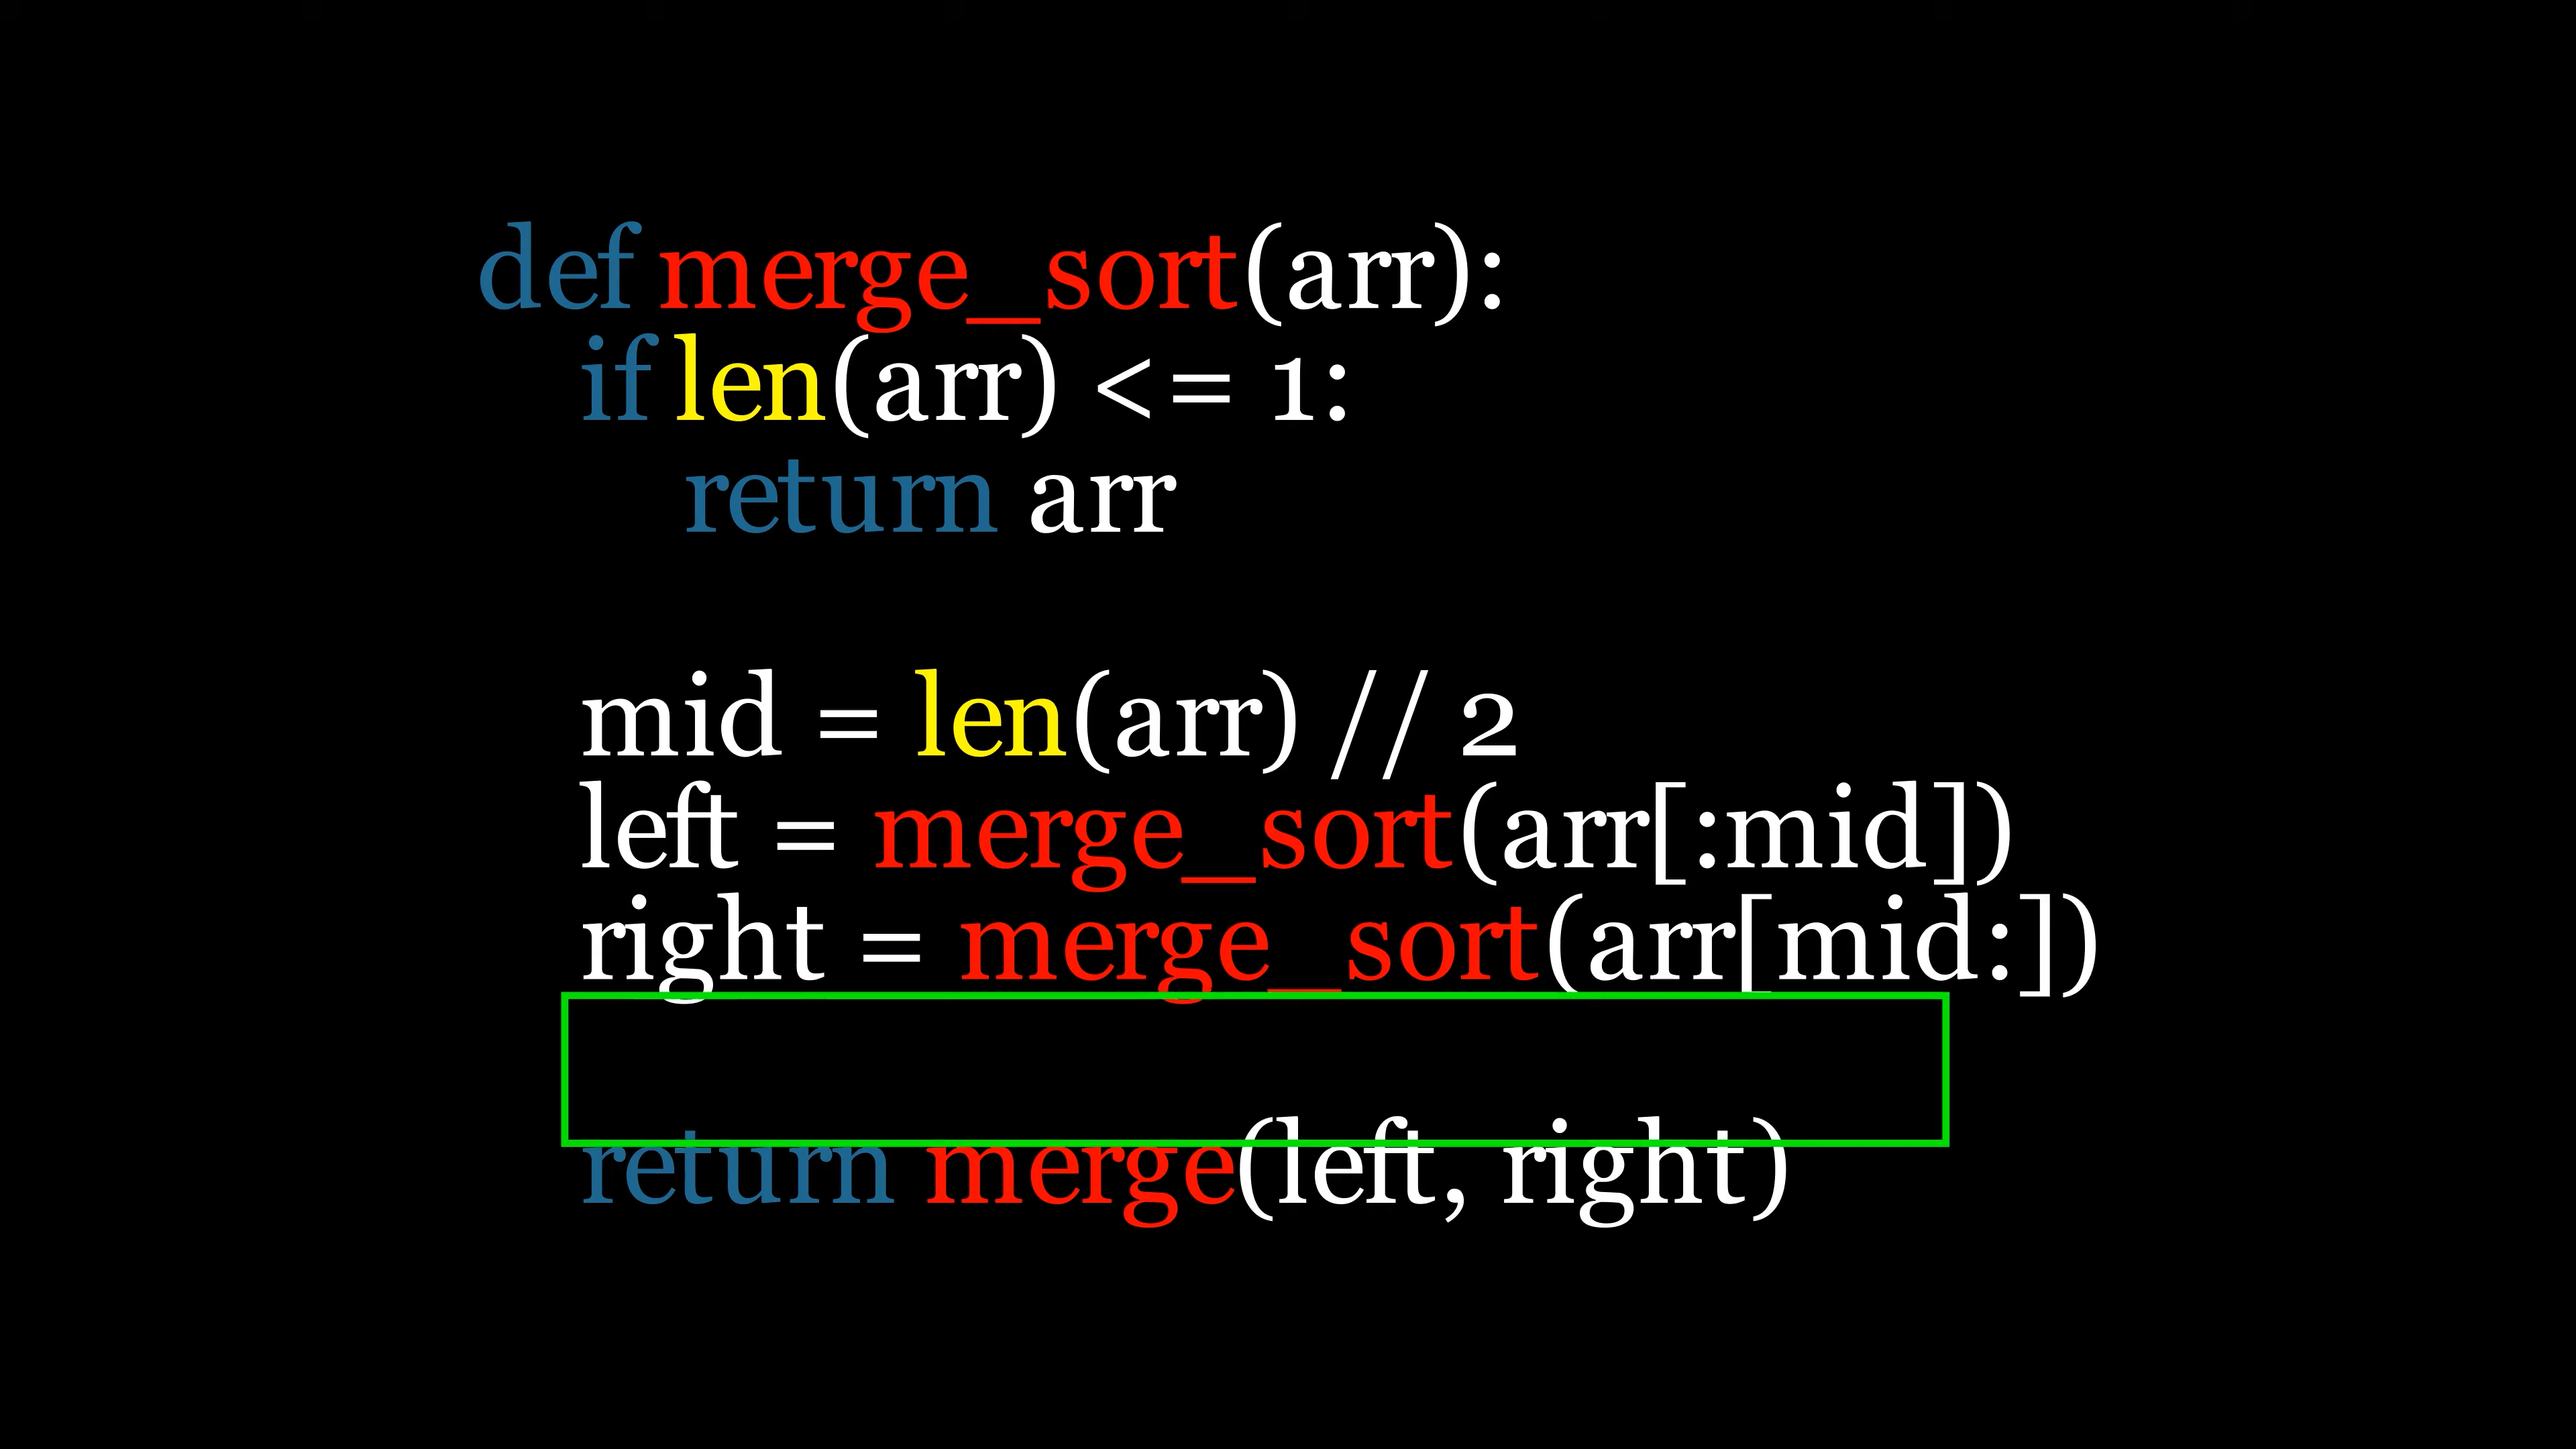 def merge_sort(arr):
if len(arr) <= 1:
return arr
mid = len(arr) // 2
left = merge_sort(arr[:mid])
right = merge_sort(arr[mid:])
return merge(left, right)